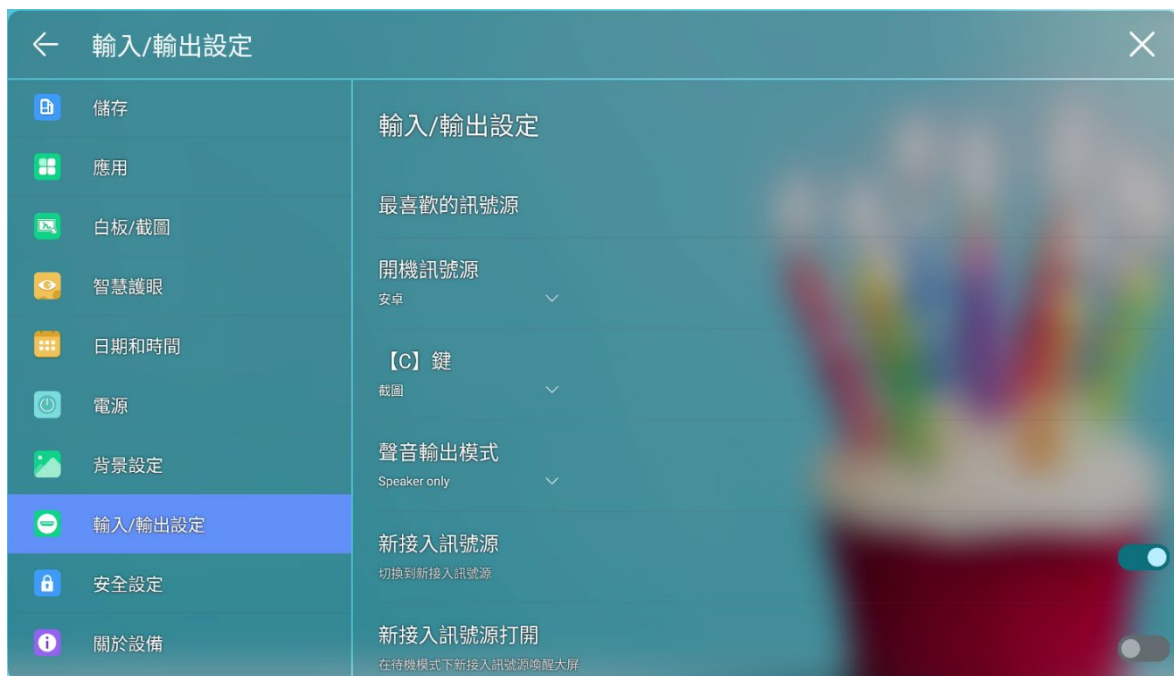 輸入/輸出設定
儲存
應用
白板/截圖
智慧護眼
日期和時間
電源
背景設定
輸入/輸出設定
安全設定
關於設備
輸入/輸出設定
最喜歡的訊號源
開機訊號源
安卓
【C】鍵
截圖
聲音輸出模式
Speaker only
新接入訊號源
切換到新接入訊號源
新接入訊號源打開
在待機模式下新接入訊號源喚醒大屏